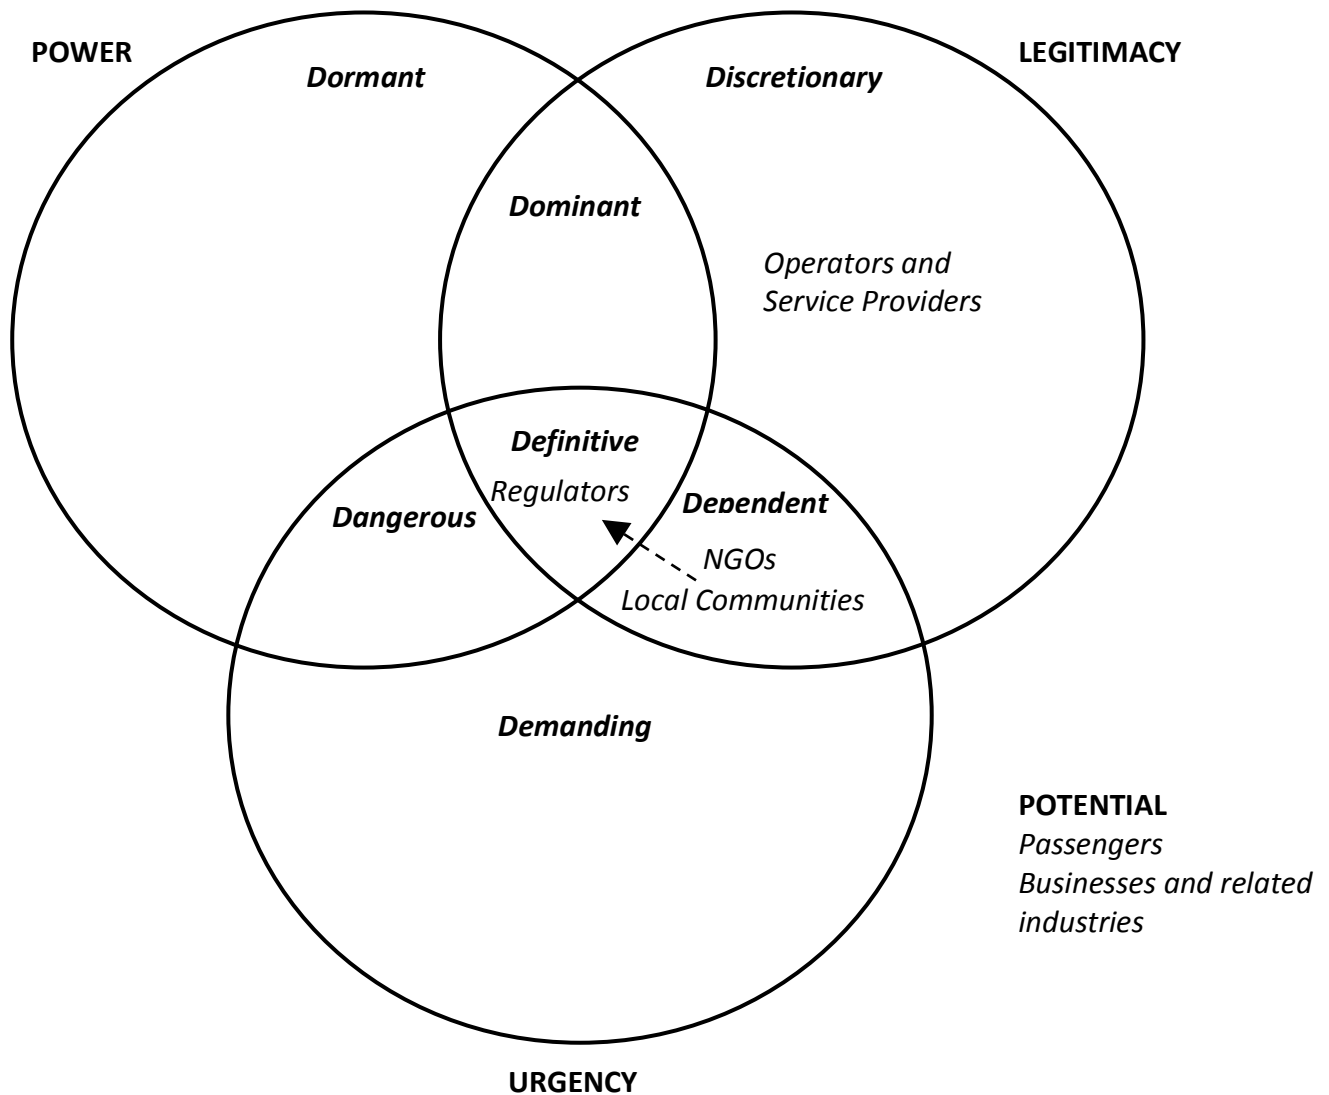 POWER
LEGITIMACY
Dormant
Discretionary
Dominant
Operators and
Service Providers
Definitive
Regulators
Dependent
Dangerous
NGOs
Local Communities
Demanding
POTENTIAL
Passengers
Businesses and related
industries
URGENCY